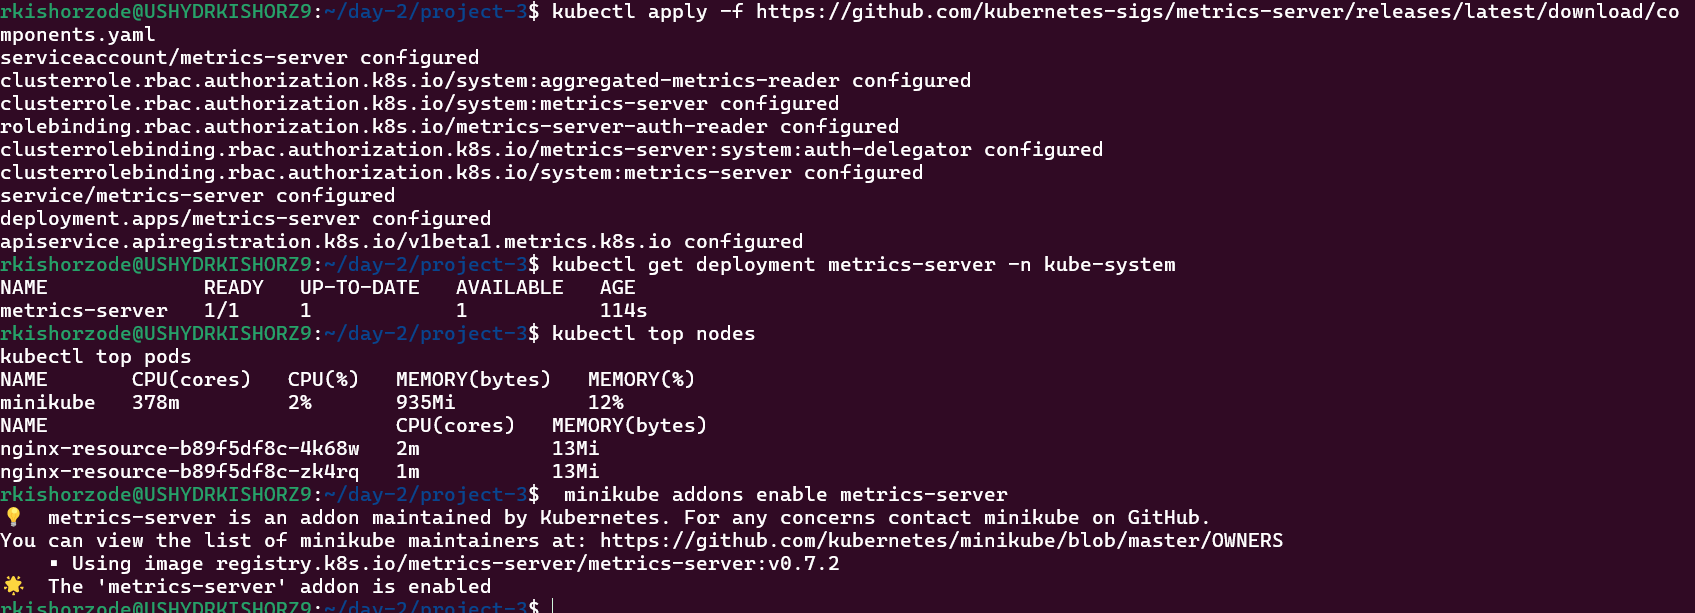 rkishorzode@USHYDRKISHORZ9:~/day-2/project-3$ kubectl apply -f https://github.com/kubernetes-sigs/metrics-server/releases/latest/download/co
mponents.yaml
serviceaccount/metrics-server configured
clusterrole.rbac.authorization.k8s.io/system:aggregated-metrics-reader configured
clusterrole.rbac.authorization.k8s.io/system:metrics-server configured
rolebinding.rbac.authorization.k8s.io/metrics-server-auth-reader configured
clusterrolebinding.rbac.authorization.k8s.io/metrics-server:system:auth-delegator configured
clusterrolebinding.rbac.authorization.k8s.io/system:metrics-server configured
service/metrics-server configured
deployment.apps/metrics-server configured
apiservice.apiregistration.k8s.io/v1beta1.metrics.k8s.io configured
rkishorzode@USHYDRKISHORZ9:~/day-2/project-3$ kubectl get deployment metrics-server -n kube-system
NAME             READY   UP-TO-DATE   AVAILABLE   AGE
metrics-server   1/1     1            1           114s
rkishorzode@USHYDRKISHORZ9:~/day-2/project-3$ kubectl top nodes
kubectl top pods
NAME       CPU(cores)   CPU(%)   MEMORY(bytes)   MEMORY(%)
minikube   378m         2%       935Mi           12%
NAME                             CPU(cores)   MEMORY(bytes)
nginx-resource-b89f5df8c-4k68w   2m           13Mi
nginx-resource-b89f5df8c-zk4rq   1m           13Mi
rkishorzode@USHYDRKISHORZ9:~/day-2/project-3$  minikube addons enable metrics-server
💡  metrics-server is an addon maintained by Kubernetes. For any concerns contact minikube on GitHub.
You can view the list of minikube maintainers at: https://github.com/kubernetes/minikube/blob/master/OWNERS
    ▪ Using image registry.k8s.io/metrics-server/metrics-server:v0.7.2
🌟  The 'metrics-server' addon is enabled
rkishorzode@USHYDRKISHORZ9:~/day-2/project-3$